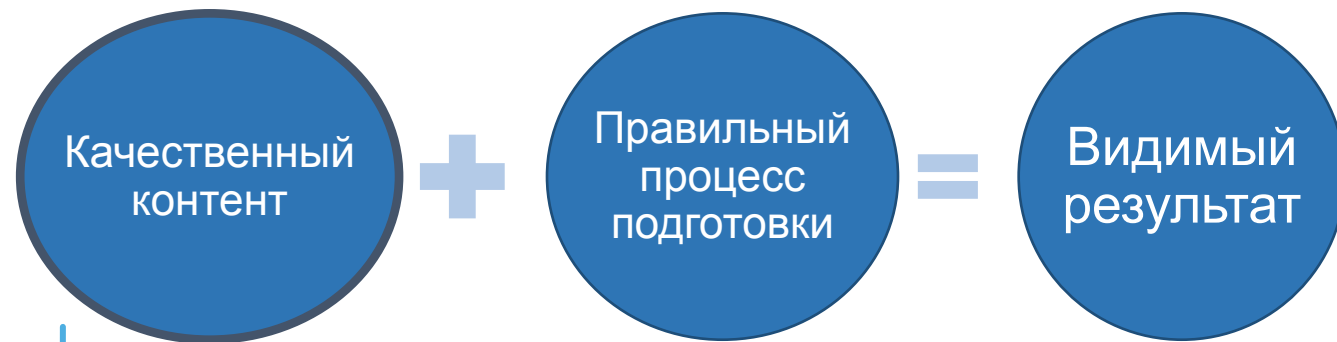 Качественный
контент
Правильный
процесс
подготовки
Видимый
результат